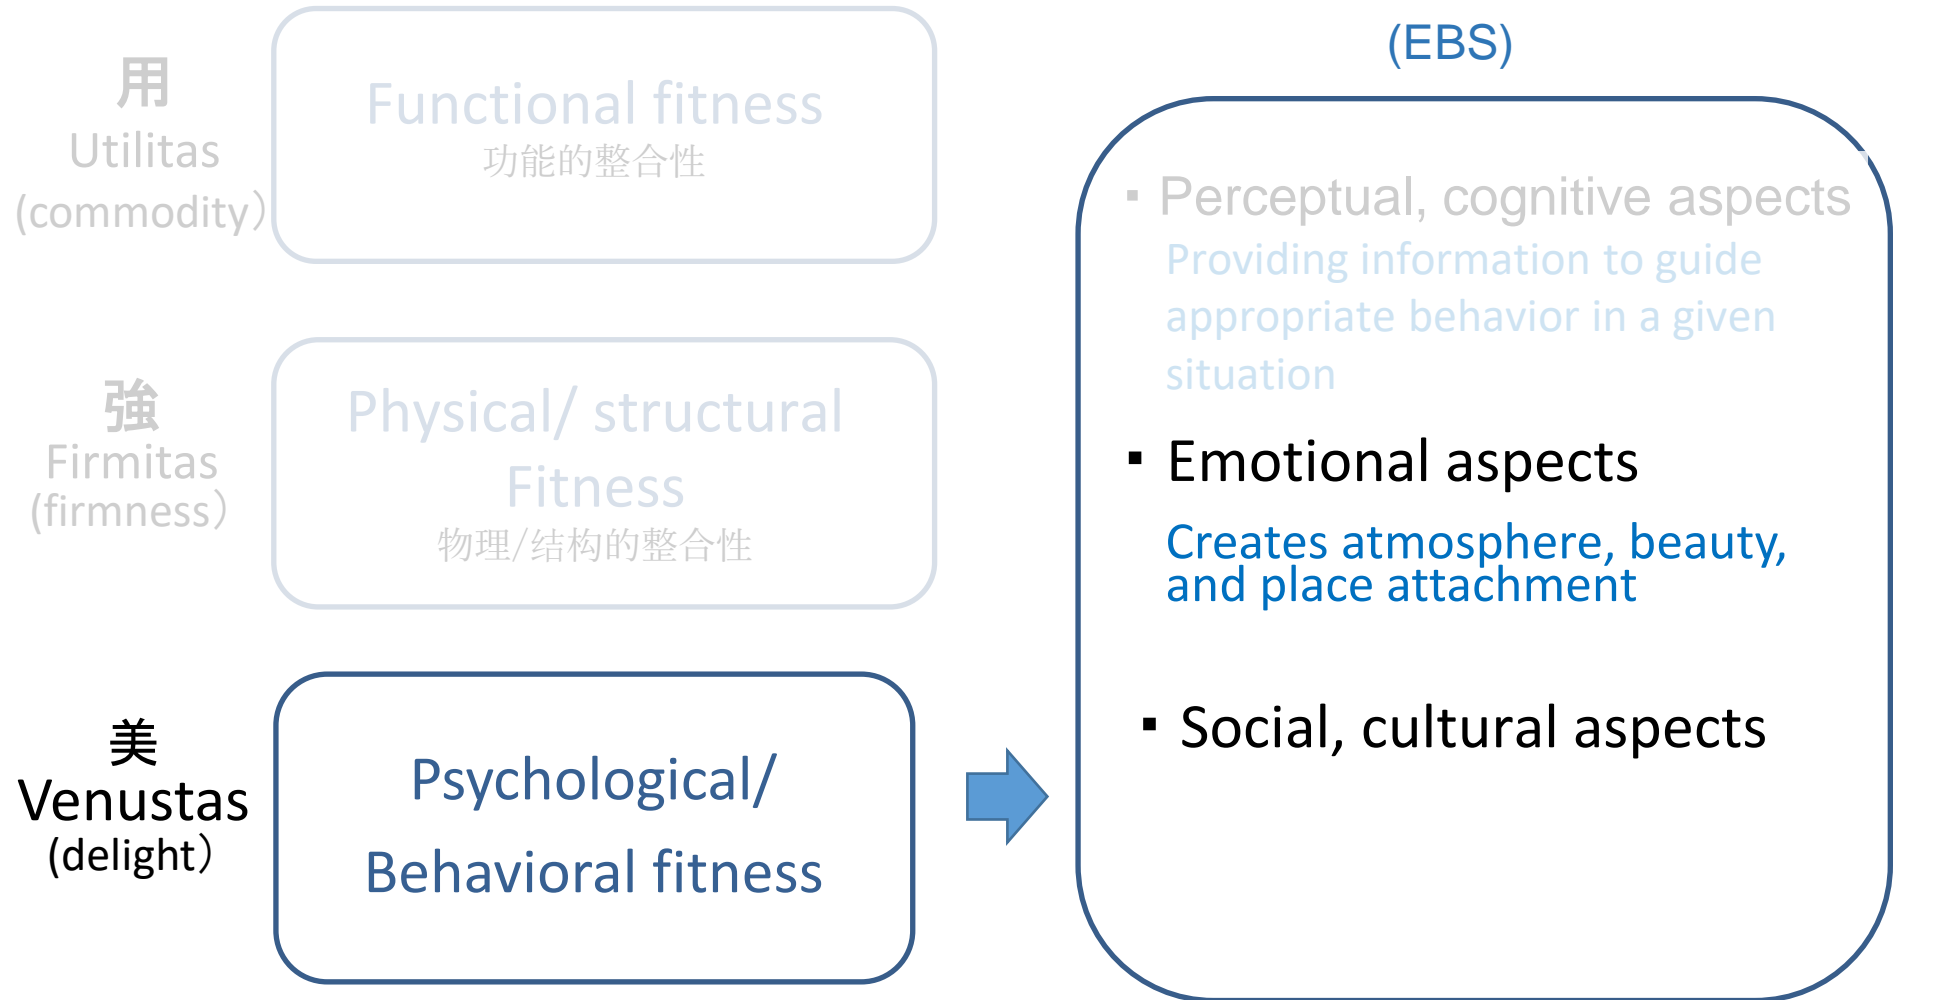 用
Utilitas
(commodity）
Functional fitness
功能的整合性
強
Firmitas
(firmness）
Physical/ structural
Fitness
物理/结构的整合性
美
Venustas
(delight）
Psychological/
Behavioral fitness
(EBS)
▪ Perceptual, cognitive aspects
Providing information to guide
appropriate behavior in a given
situation
▪ Emotional aspects
Creates atmosphere, beauty,
and place attachment
▪ Social, cultural aspects